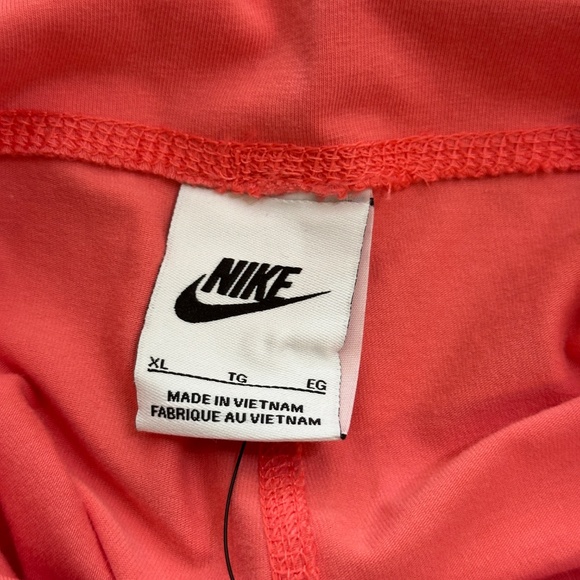 NIKE
XL TG EG
MADE IN VIETNAM
FABRIQUE AU VIETNAM